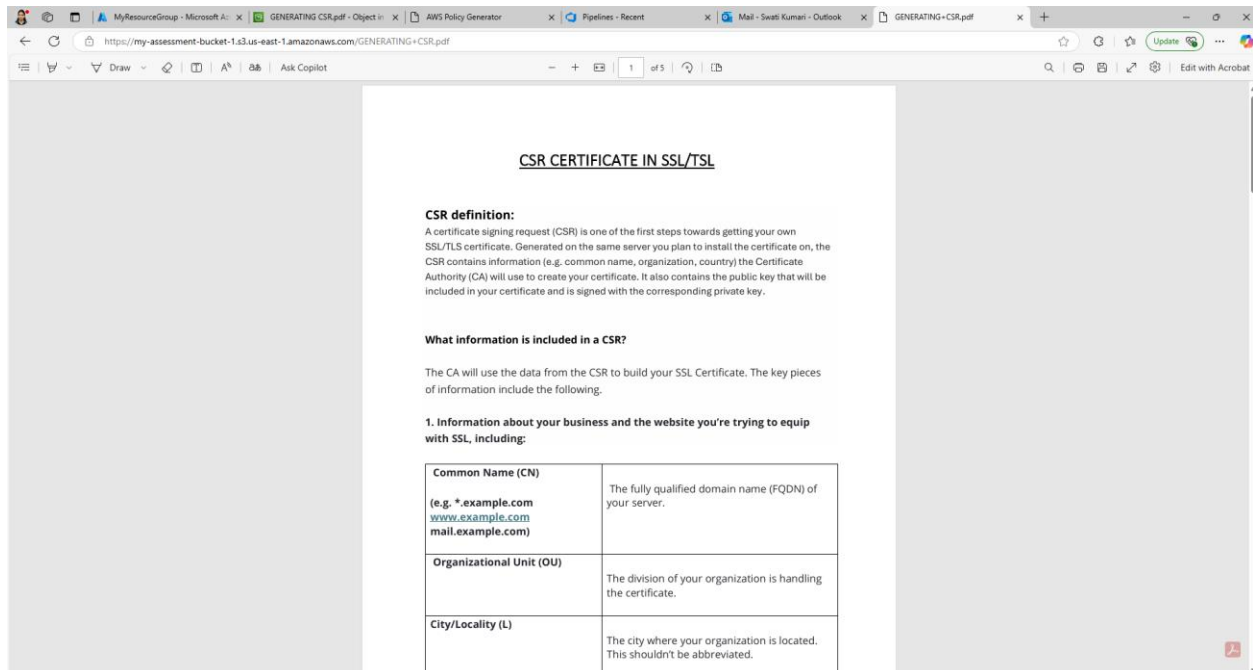 MyResourceGroup - Microsoft Az
GENERATING CSR.pdf - Object in
AWS Policy Generator
Pipelines - Recent
Mail - Swati Kumari - Outlook
GENERATING+CSR.pdf
https://my-assessment-bucket-1.s3.us-east-1.amazonaws.com/GENERATING+CSR.pdf
Update
Draw
Ask Copilot
1 of 5
Edit with Acrobat
CSR CERTIFICATE IN SSL/TSL
CSR definition:
A certificate signing request (CSR) is one of the first steps towards getting your own
SSL/TLS certificate. Generated on the same server you plan to install the certificate on, the
CSR contains information (e.g. common name, organization, country) the Certificate
Authority (CA) will use to create your certificate. It also contains the public key that will be
included in your certificate and is signed with the corresponding private key.
What information is included in a CSR?
The CA will use the data from the CSR to build your SSL Certificate. The key pieces
of information include the following.
1. Information about your business and the website you're trying to equip
with SSL, including:
Common Name (CN)
(e.g. *.example.com
www.example.com
mail.example.com)
The fully qualified domain name (FQDN) of
your server.
Organizational Unit (OU)
The division of your organization is handling
the certificate.
City/Locality (L)
The city where your organization is located.
This shouldn't be abbreviated.